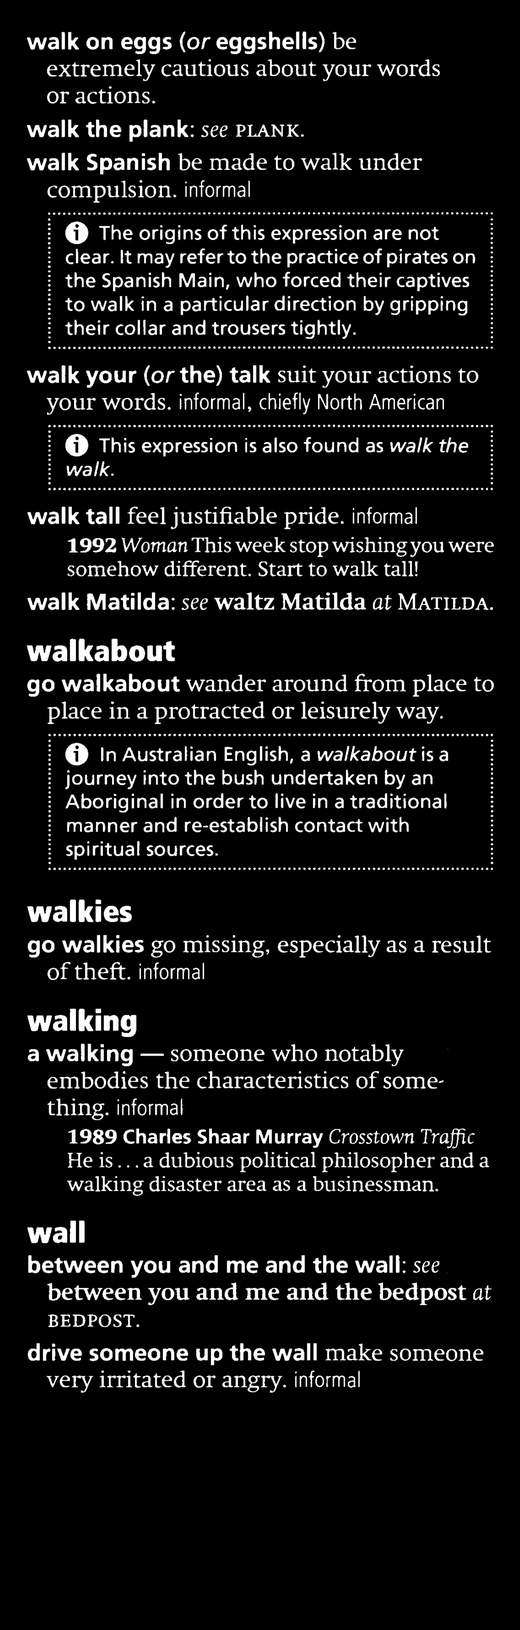 walk on eggs (or eggshells) be
extremely cautious about your words
or actions.
walk the plank: see PLANK.
walk Spanish be made to walk under
compulsion. informal
The origins of this expression are not
clear. It may refer to the practice of pirates on
the Spanish Main, who forced their captives
to walk in a particular direction by gripping
their collar and trousers tightly.
walk your (or the) talk suit your actions to
your words. informal, chiefly North American
This expression is also found as walk the
walk.
walk tall feel justifiable pride. informal
1992 Woman This week stop wishing you were
somehow different. Start to walk tall!
walk Matilda: see waltz Matilda at MATILDA.
walkabout
go walkabout wander around from place to
place in a protracted or leisurely way.
In Australian English, a walkabout is a
journey into the bush undertaken by an
Aboriginal in order to live in a traditional
manner and re-establish contact with
spiritual sources.
walkies
go walkies go missing, especially as a result
of theft. informal
walking
a walking — someone who notably
embodies the characteristics of some-
thing. informal
1989 Charles Shaar Murray Crosstown Traffic
He is ... a dubious political philosopher and a
walking disaster area as a businessman.
wall
between you and me and the wall: see
between you and me and the bedpost at
BEDPOST.
drive someone up the wall make someone
very irritated or angry. informal